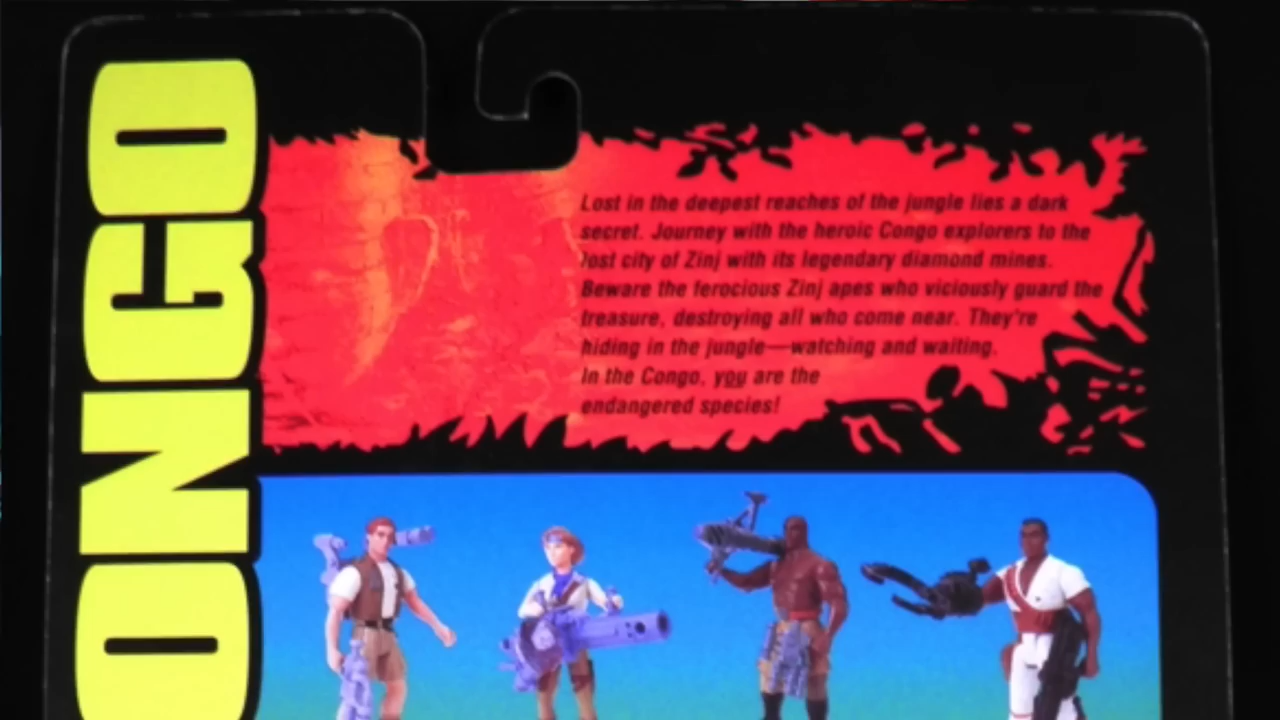 ONGO
Lost in the deepest reaches of the jungle lies a dark
secret. Journey with the heroic Congo explorers to the
lost city of Zinj with its legendary diamond mines.
Beware the ferocious Zinj apes who viciously guard the
treasure, destroying all who come near. They're
hiding in the jungle—watching and waiting.
In the Congo, you are the
endangered species!